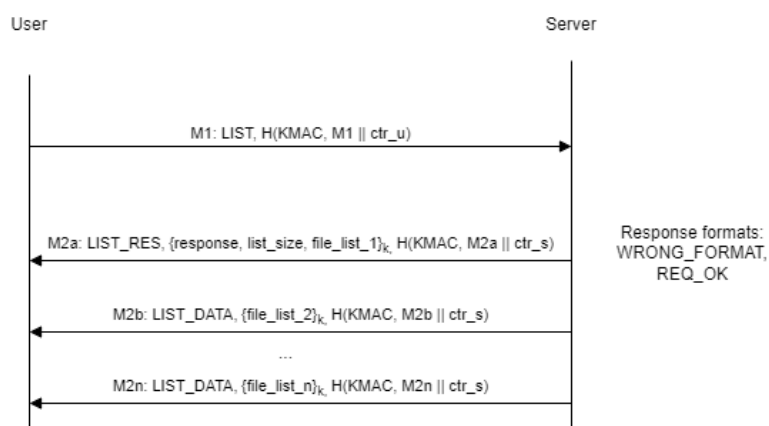 User
Server
M1: LIST, H(KMAC, M1 || ctr_u)
M2a: LIST_RES, {response, list_size, file_list_1}k, H(KMAC, M2a || ctr_s)
Response formats:
WRONG_FORMAT,
REQ_OK
M2b: LIST_DATA, {file_list_2}k, H(KMAC, M2b || ctr_s)
...
M2n: LIST_DATA, {file_list_n}k, H(KMAC, M2n || ctr_s)